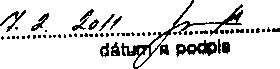 7. 2. 2011
dátum a podpis